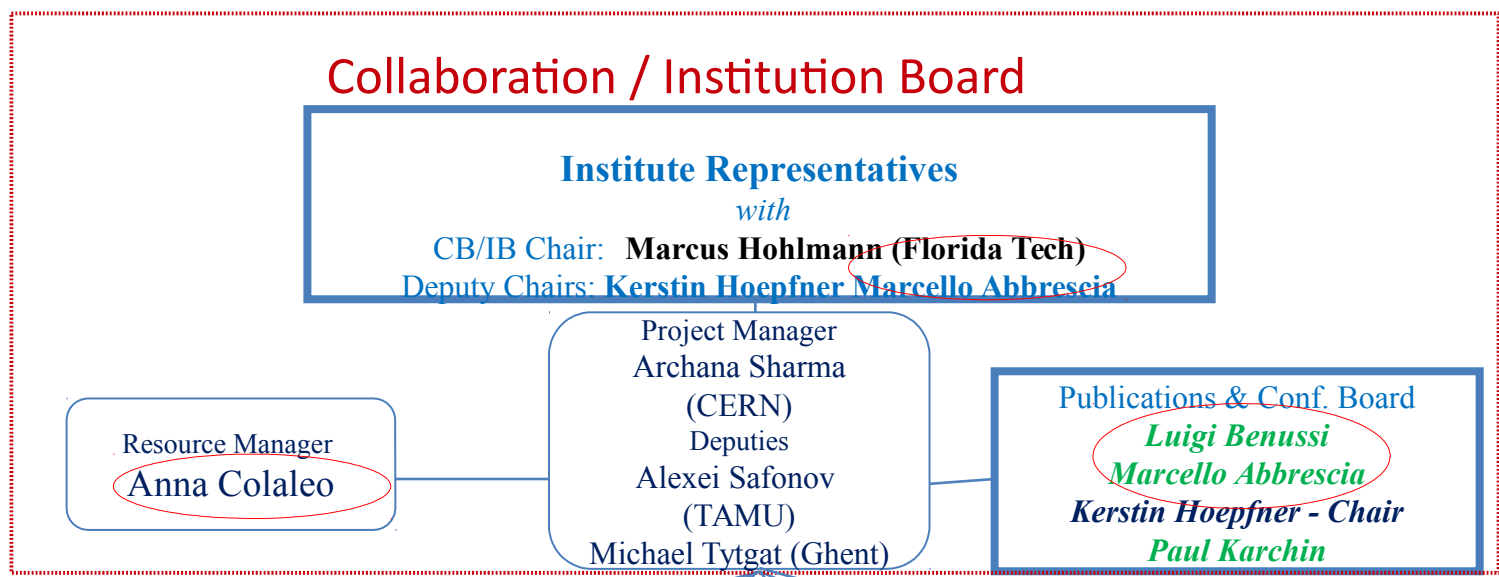 Collaboration / Institution Board
Institute Representatives
with
CB/IB Chair: Marcus Hohlmann (Florida Tech)
Deputy Chairs: Kerstin Hoepfner Marcello Abbrescia
Project Manager
Archana Sharma
(CERN)
Deputies
Alexei Safonov
(TAMU)
Michael Tytgat (Ghent)
Resource Manager
Anna Colaleo
Publications & Conf. Board
Luigi Benussi
Marcello Abbrescia
Kerstin Hoepfner - Chair
Paul Karchin